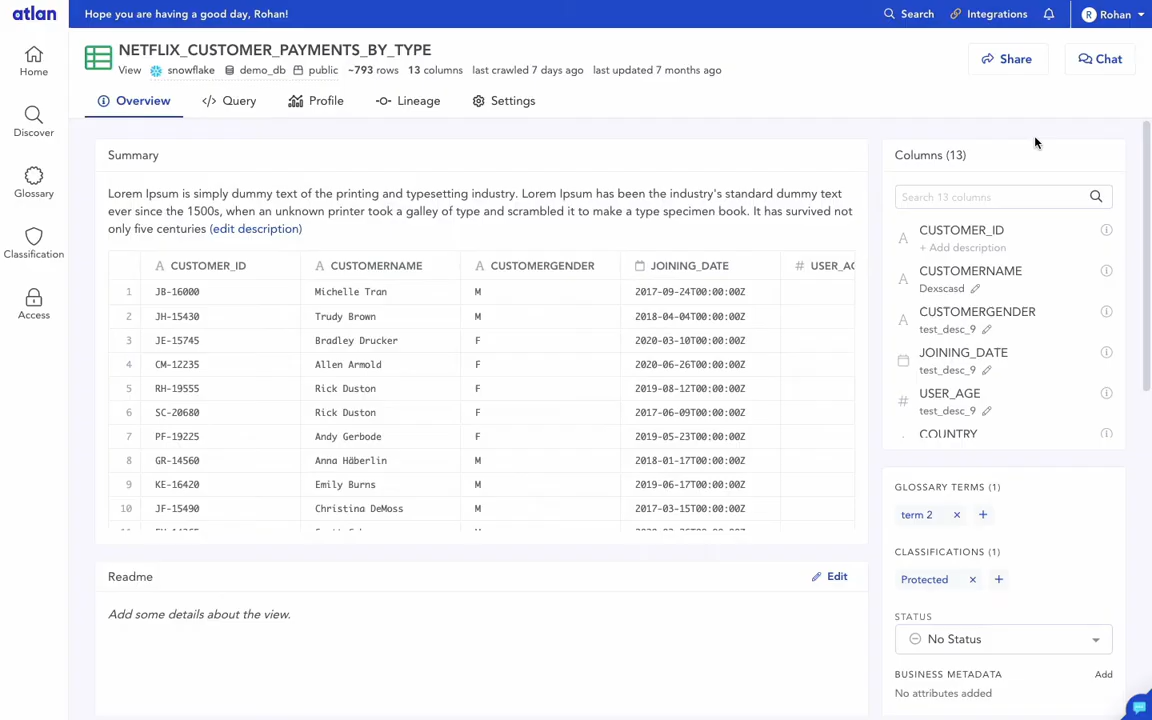 atlan
Hope you are having a good day, Rohan!
Search
Integrations
R Rohan
Home
Discover
Glossary
Classification
Access
NETFLIX_CUSTOMER_PAYMENTS_BY_TYPE
View snowflake demo_db public ~793 rows 13 columns last crawled 7 days ago last updated 7 months ago
Share
Chat
Overview
Query
Profile
Lineage
Settings
Summary
Lorem Ipsum is simply dummy text of the printing and typesetting industry. Lorem Ipsum has been the industry's standard dummy text
ever since the 1500s, when an unknown printer took a galley of type and scrambled it to make a type specimen book. It has survived not
only five centuries (edit description)
A CUSTOMER_ID A CUSTOMERNAME A CUSTOMERGENDER JOINING_DATE # USER_AG
1 JB-16000 Michelle Tran M 2017-09-24T00:00:00Z
2 JH-15430 Trudy Brown M 2018-04-04T00:00:00Z
3 JE-15745 Bradley Drucker F 2020-03-10T00:00:00Z
4 CM-12235 Allen Armold F 2020-06-26T00:00:00Z
5 RH-19555 Rick Duston F 2019-08-12T00:00:00Z
6 SC-20680 Rick Duston F 2017-06-09T00:00:00Z
7 PF-19225 Andy Gerbode F 2019-05-23T00:00:00Z
8 GR-14560 Anna Häberlin M 2018-01-17T00:00:00Z
9 KE-16420 Emily Burns M 2019-06-17T00:00:00Z
10 JF-15490 Christina DeMoss M 2017-03-15T00:00:00Z
Readme
Edit
Add some details about the view.
Columns (13)
Search 13 columns
A CUSTOMER_ID
+ Add description
A CUSTOMERNAME
Dexscasd
A CUSTOMERGENDER
test_desc_9
JOINING_DATE
test_desc_9
# USER_AGE
test_desc_9
COUNTRY
GLOSSARY TERMS (1)
term 2 × +
CLASSIFICATIONS (1)
Protected × +
STATUS
No Status
BUSINESS METADATA Add
No attributes added